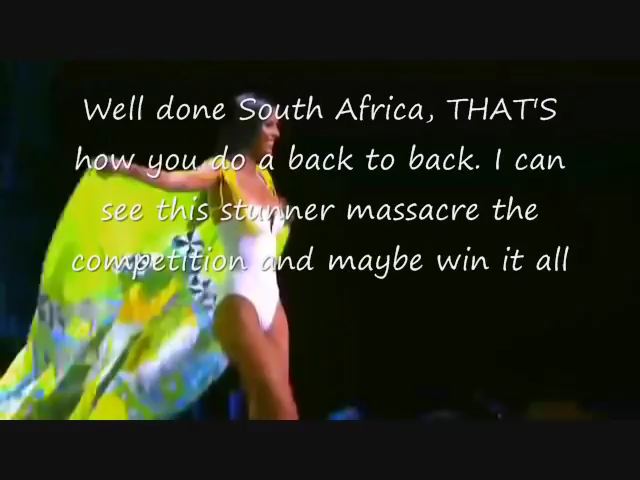 Well done South Africa, THAT'S
how you do a back to back. I can
see this stunner massacre the
competition and maybe win it all